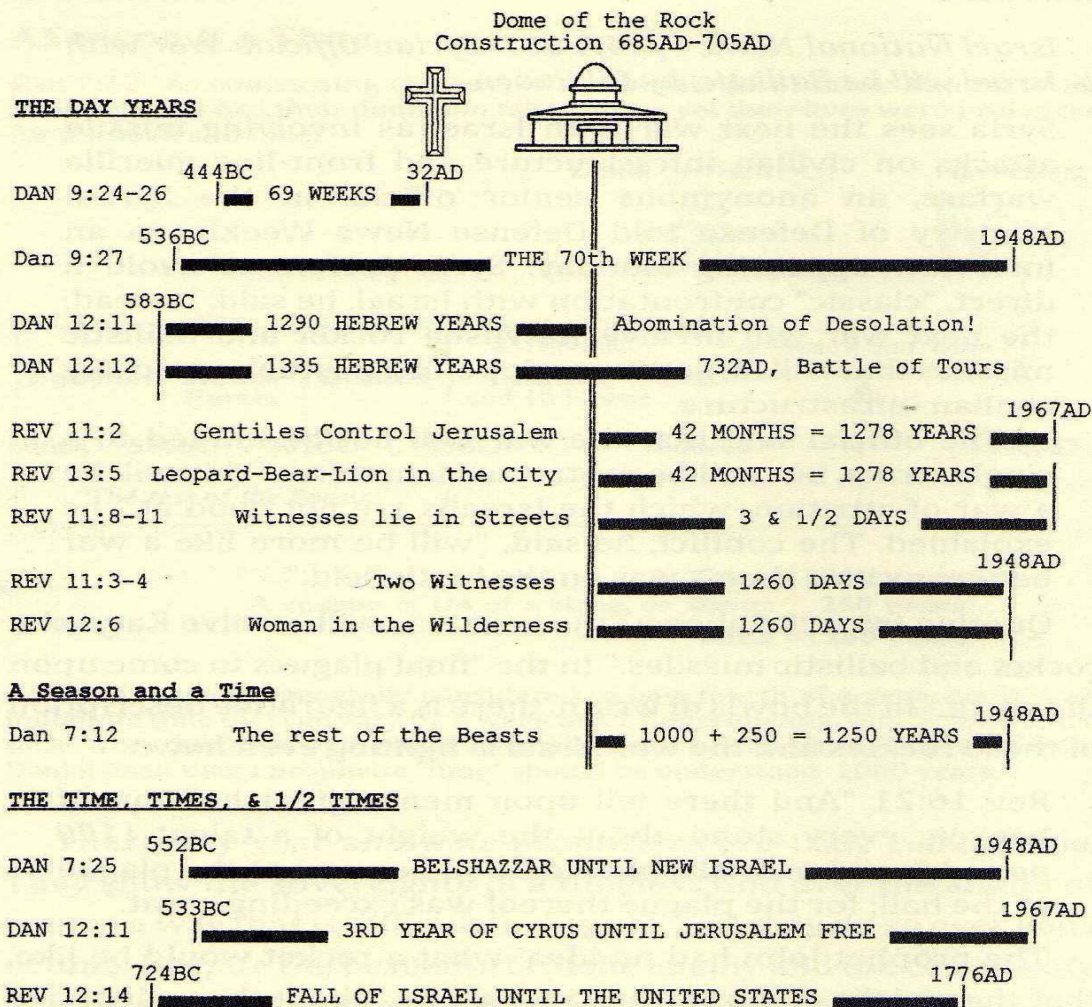 Dome of the Rock
Construction 685AD-705AD
THE DAY YEARS
444BC 32AD
DAN 9:24-26 69 WEEKS
536BC 1948AD
Dan 9:27 THE 70th WEEK
583BC
DAN 12:11 1290 HEBREW YEARS Abomination of Desolation!
DAN 12:12 1335 HEBREW YEARS 732AD, Battle of Tours
1967AD
REV 11:2 Gentiles Control Jerusalem 42 MONTHS = 1278 YEARS
REV 13:5 Leopard-Bear-Lion in the City 42 MONTHS = 1278 YEARS
REV 11:8-11 Witnesses lie in Streets 3 & 1/2 DAYS
1948AD
REV 11:3-4 Two Witnesses 1260 DAYS
REV 12:6 Woman in the Wilderness 1260 DAYS
A Season and a Time
1948AD
Dan 7:12 The rest of the Beasts 1000 + 250 = 1250 YEARS
THE TIME, TIMES, & 1/2 TIMES
552BC 1948AD
DAN 7:25 BELSHAZZAR UNTIL NEW ISRAEL
533BC 1967AD
DAN 12:11 3RD YEAR OF CYRUS UNTIL JERUSALEM FREE
724BC 1776AD
REV 12:14 FALL OF ISRAEL UNTIL THE UNITED STATES